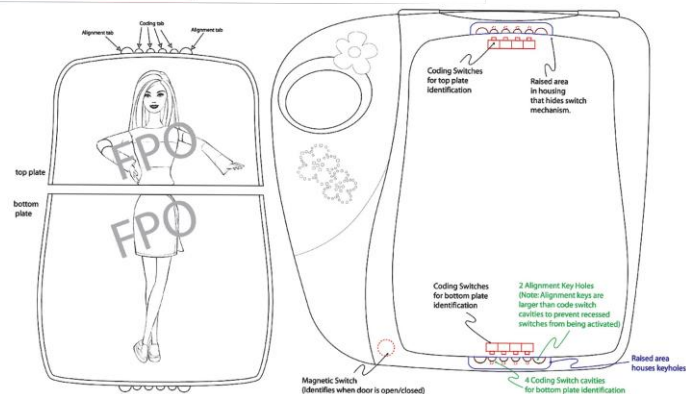 Coding tab
Alignment tab
Alignment tab
FPO
top plate
bottom
plate
FPO
Coding Switches
for top plate
identification
Raised area
in housing
that hides switch
mechanism.
Coding Switches
for bottom plate
identification
2 Alignment Key Holes
(Note: Alignment keys are
larger than code switch
cavities to prevent recessed
switches from being activated)
Raised area
houses keyholes
4 Coding Switch cavities
for bottom plate identification
Magnetic Switch
(Identifies when door is open/closed)